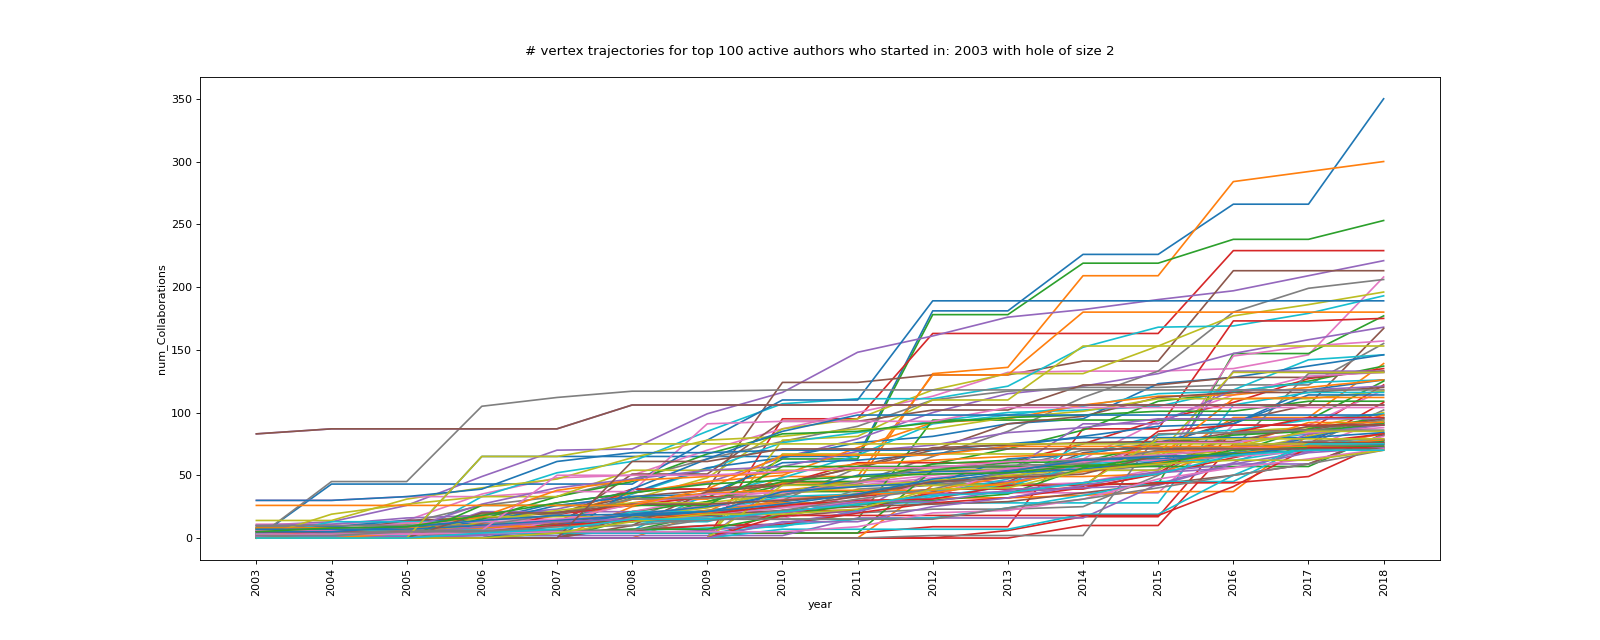 # vertex trajectories for top 100 active authors who started in: 2003 with hole of size 2
num_Collaborations
350
300
250
200
150
100
50
0
2003 2004 2005 2006 2007 2008 2009 2010 2011 2012 2013 2014 2015 2016 2017 2018
year